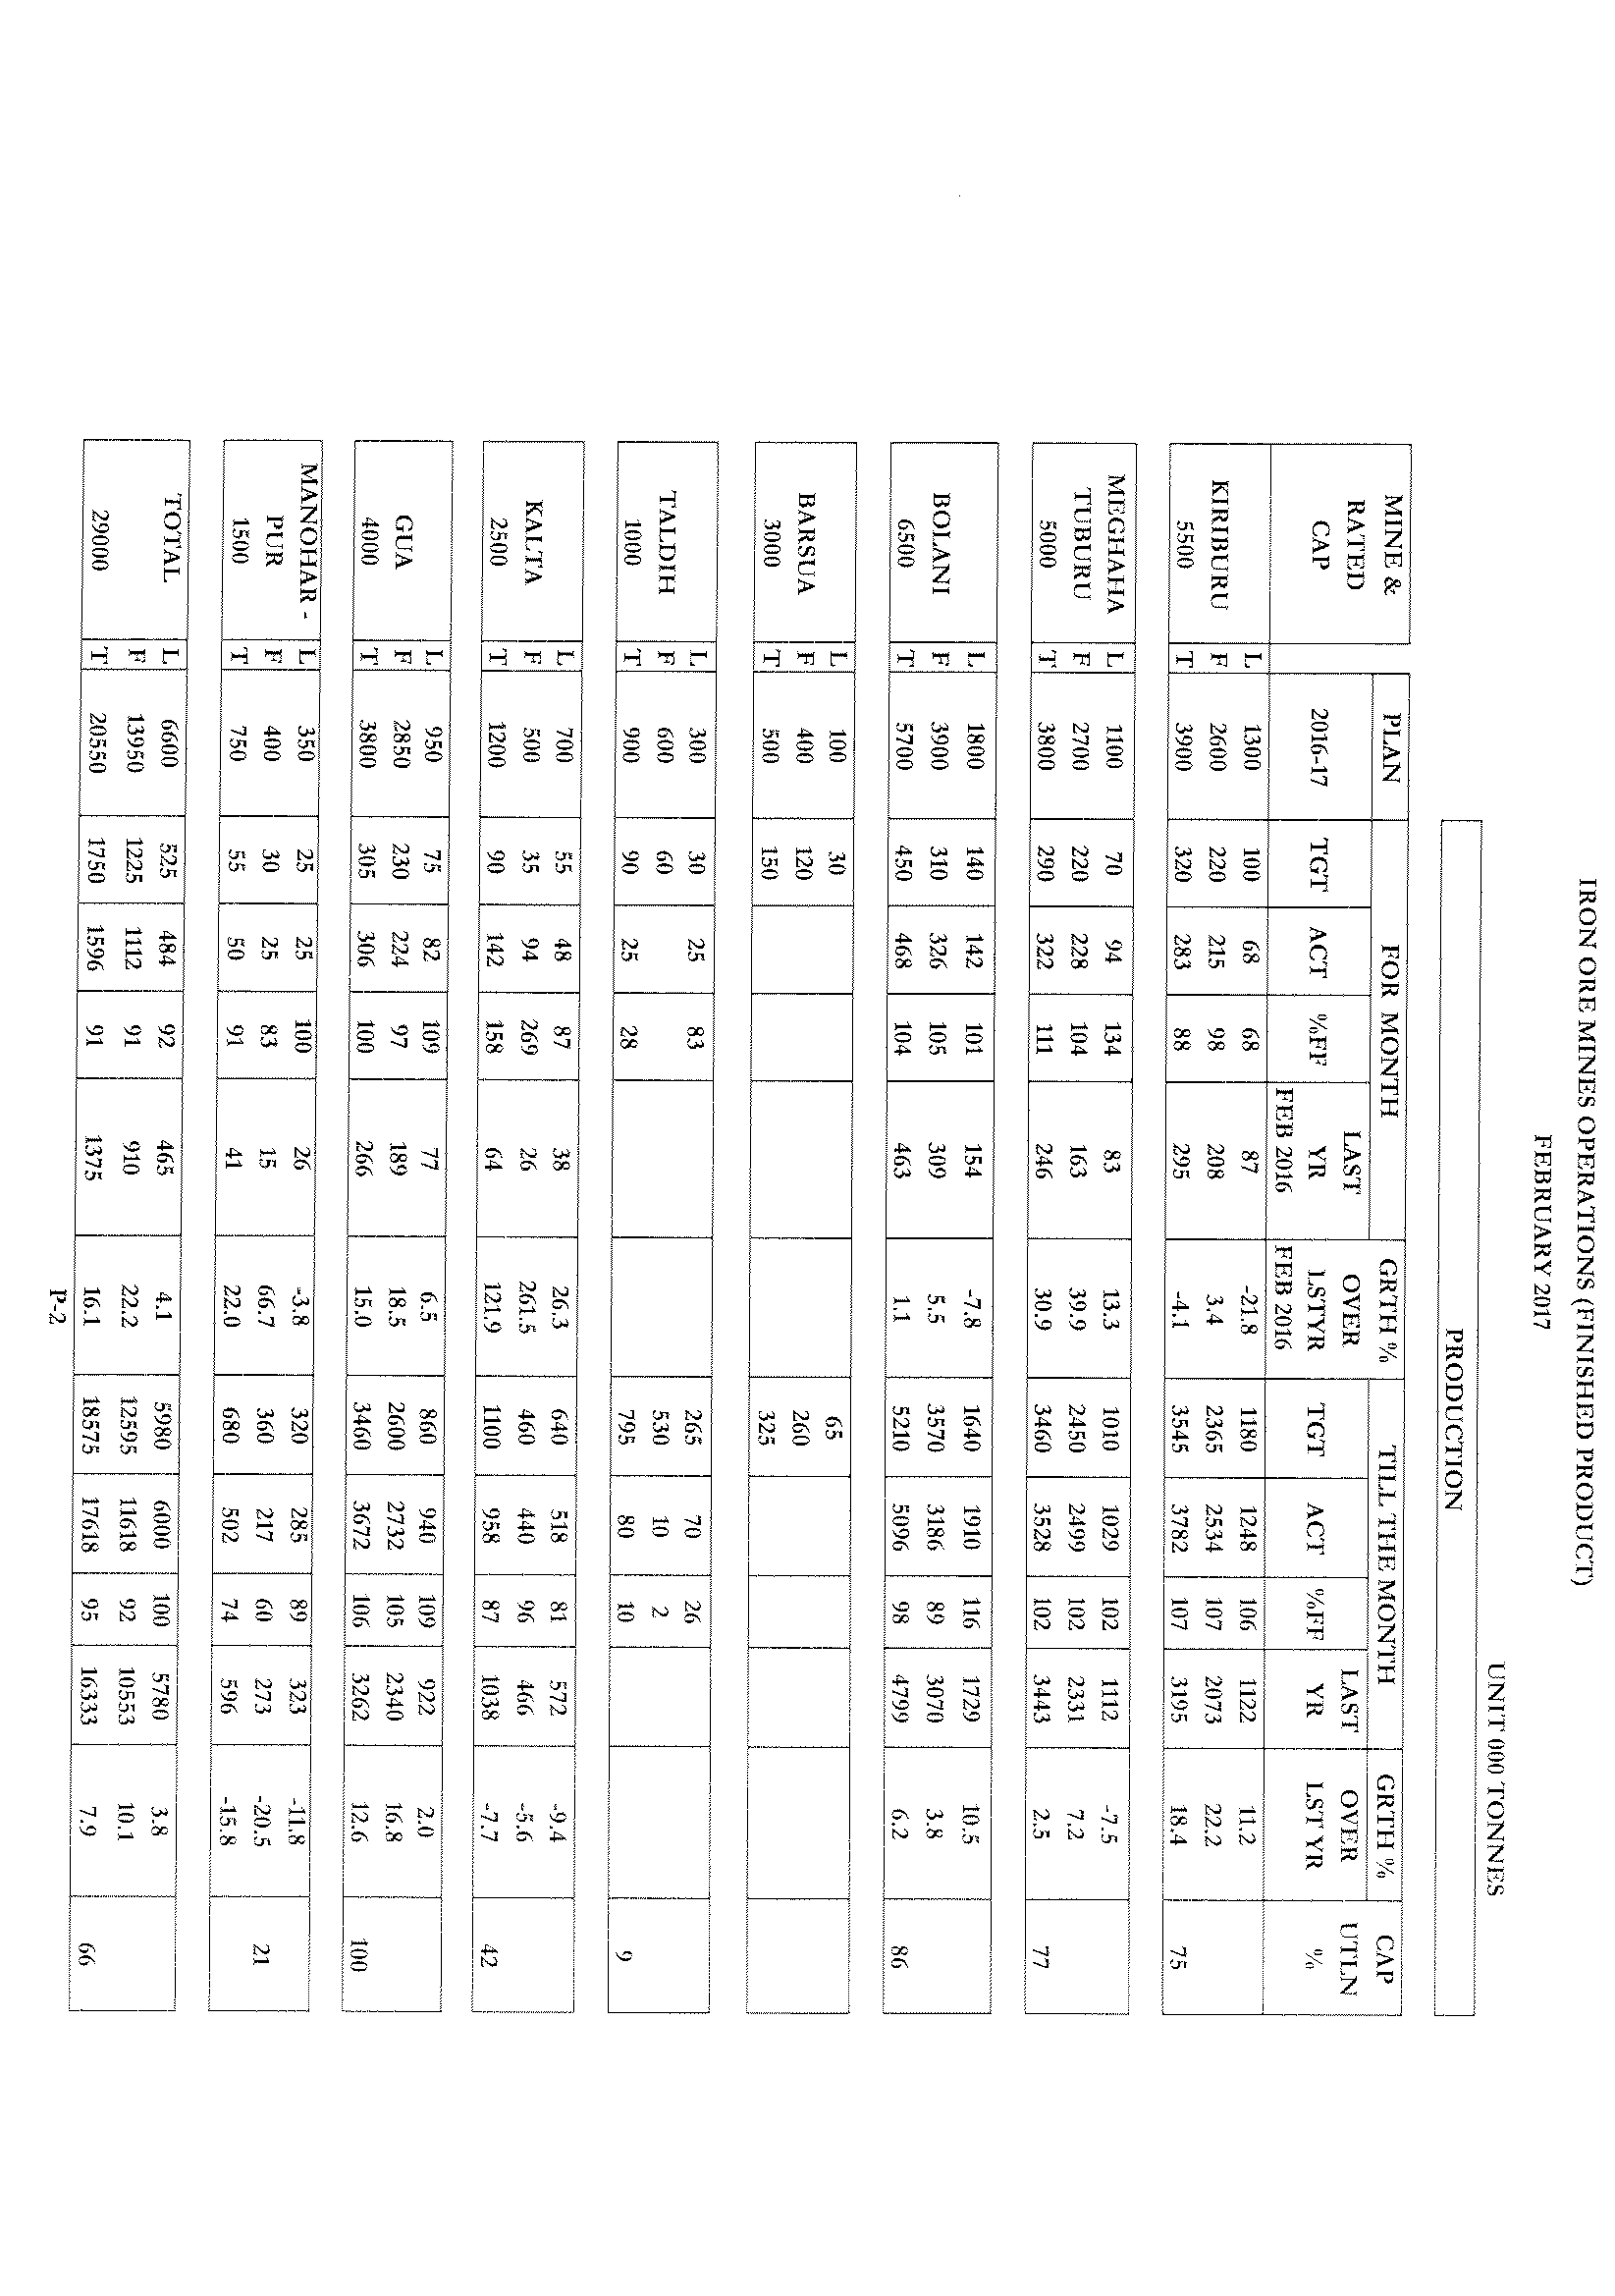 IRON ORE MINES OPERATIONS (FINISHED PRODUCT)
FEBRUARY 2017
UNIT 000 TONNES
PRODUCTION
MINE & PLAN FOR MONTH GRTH % TILL THE MONTH GRTH % CAP
RATED LAST OVER LAST OVER UTLN
CAP 2016-17 TGT ACT %FF YR LSTYR TGT ACT %FF YR LST YR %
FEB 2016 FEB 2016
L 1300 100 68 68 87 -21.8 1180 1248 106 1122 11.2
KIRIBURU F 2600 220 215 98 208 3.4 2365 2534 107 2073 22.2
5500 T 3900 320 283 88 295 -4.1 3545 3782 107 3195 18.4 75
MEGHAHA L 1100 70 94 134 83 13.3 1010 1029 102 1112 -7.5
TUBURU F 2700 220 228 104 163 39.9 2450 2499 102 2331 7.2
5000 T 3800 290 322 111 246 30.9 3460 3528 102 3443 2.5 77
L 1800 140 142 101 154 -7.8 1640 1910 116 1729 10.5
BOLANI F 3900 310 326 105 309 5.5 3570 3186 89 3070 3.8
6500 T 5700 450 468 104 463 1.1 5210 5096 98 4799 6.2 86
L 100 30 65
BARSUA F 400 120 260
3000 T 500 150 325
L 300 30 25 83 265 70 26
TALDIH F 600 60 530 10 2
1000 T 900 90 25 28 795 80 10 9
L 700 55 48 87 38 26.3 640 518 81 572 -9.4
KALTA F 500 35 94 269 26 261.5 460 440 96 466 -5.6
2500 T 1200 90 142 158 64 121.9 1100 958 87 1038 -7.7 42
L 950 75 82 109 77 6.5 860 940 109 922 2.0
GUA F 2850 230 224 97 189 18.5 2600 2732 105 2340 16.8
4000 T 3800 305 306 100 266 15.0 3460 3672 106 3262 12.6 100
MANOHAR - L 350 25 25 100 26 -3.8 320 285 89 323 -11.8
PUR F 400 30 25 83 15 66.7 360 217 60 273 -20.5 21
1500 T 750 55 50 91 41 22.0 680 502 74 596 -15.8
TOTAL L 6600 525 484 92 465 4.1 5980 6000 100 5780 3.8
F 13950 1225 1112 91 910 22.2 12595 11618 92 10553 10.1
29000 T 20550 1750 1596 91 1375 16.1 18575 17618 95 16333 7.9 66
P-2